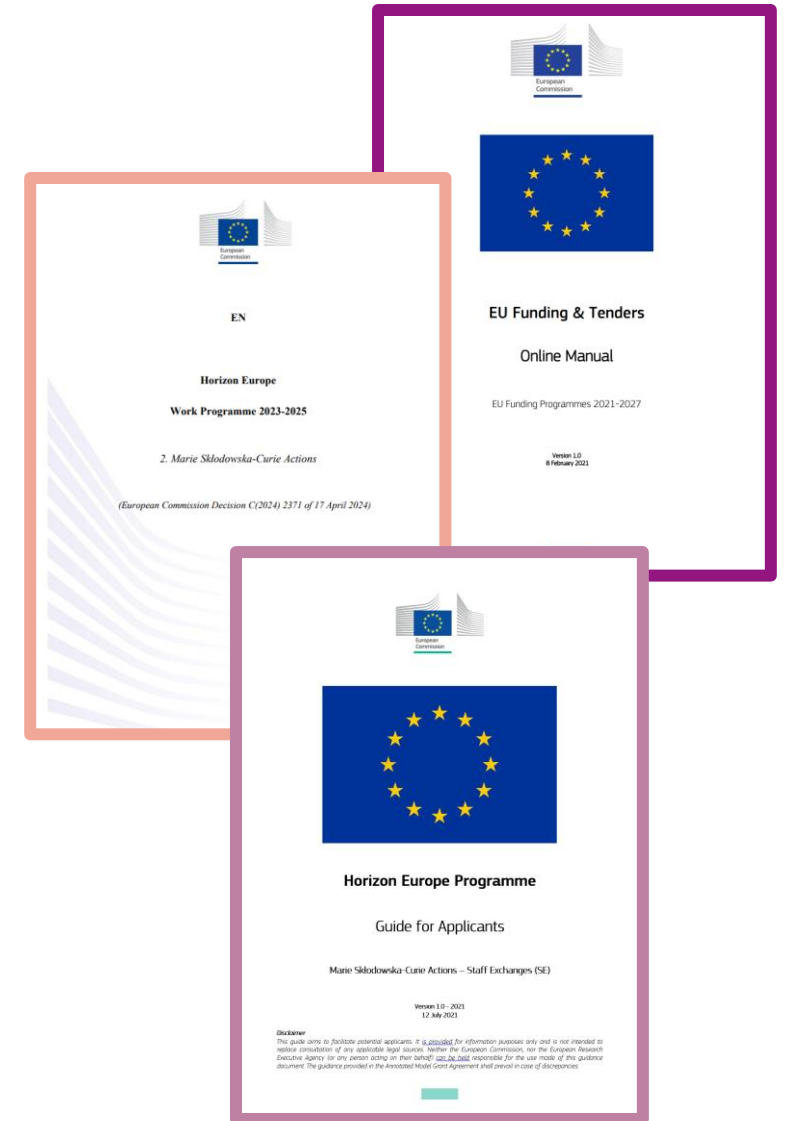 European
Commission
EU Funding & Tenders
Online Manual
EU Funding Programmes 2021-2027
Version 1.0
8 February 2021
European
Commission
EN
Horizon Europe
Work Programme 2023-2025
2. Marie Skłodowska-Curie Actions
(European Commission Decision C(2024) 2371 of 17 April 2024)
European
Commission
Horizon Europe Programme
Guide for Applicants
Marie Skłodowska-Curie Actions – Staff Exchanges (SE)
Version 1.0 – 2021
12 July 2021
Disclaimer
This guide aims to facilitate potential applicants. It is provided for information purposes only and is not intended to
replace consultation of any applicable legal sources. Neither the European Commission, nor the European Research
Executive Agency (or any person acting on their behalf) can be held responsible for the use made of this guidance
document. The guidance provided in the Annotated Model Grant Agreement shall prevail in case of discrepancies.